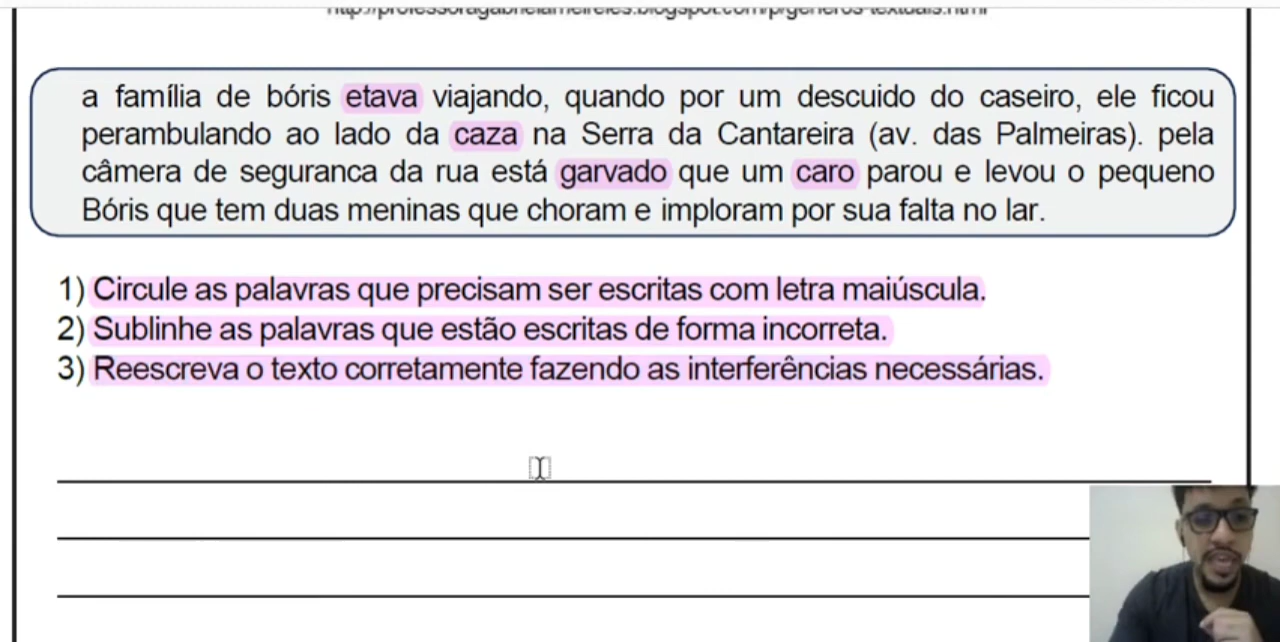 a família de bóris etava viajando, quando por um descuido do caseiro, ele ficou
perambulando ao lado da caza na Serra da Cantareira (av. das Palmeiras). pela
câmera de seguranca da rua está garvado que um caro parou e levou o pequeno
Bóris que tem duas meninas que choram e imploram por sua falta no lar.
1) Circule as palavras que precisam ser escritas com letra maiúscula.
2) Sublinhe as palavras que estão escritas de forma incorreta.
3) Reescreva o texto corretamente fazendo as interferências necessárias.